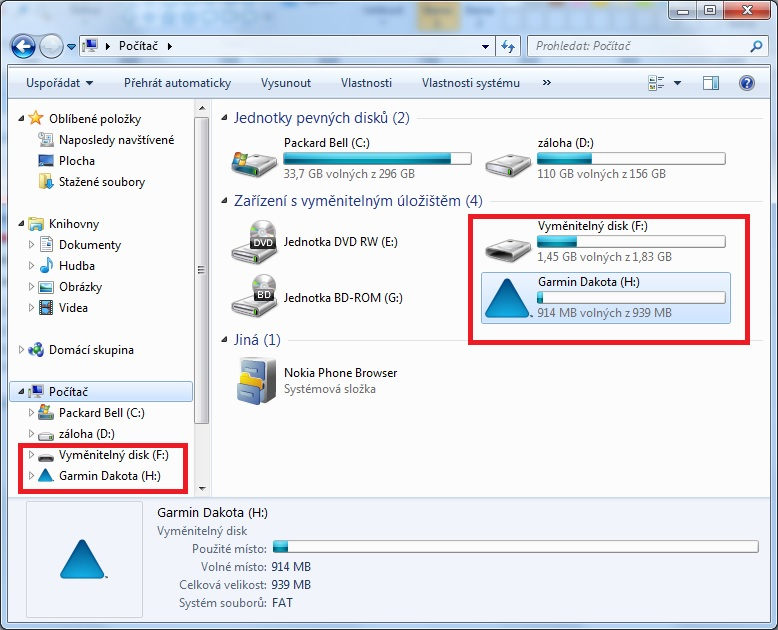 Počítač
Prohledat: Počítač
Uspořádat
Přehrát automaticky
Vysunout
Vlastnosti
Vlastnosti systému
»
Oblíbené položky
Naposledy navštívené
Plocha
Stažené soubory
Knihovny
Dokumenty
Hudba
Obrázky
Videa
Domácí skupina
Počítač
Packard Bell (C:)
záloha (D:)
Vyměnitelný disk (F:)
Garmin Dakota (H:)
Jednotky pevných disků (2)
Packard Bell (C:)
33,7 GB volných z 296 GB
záloha (D:)
110 GB volných z 156 GB
Zařízení s vyměnitelným úložištěm (4)
DVD
Jednotka DVD RW (E:)
Vyměnitelný disk (F:)
1,45 GB volných z 1,83 GB
BD
Jednotka BD-ROM (G:)
Garmin Dakota (H:)
914 MB volných z 939 MB
Jiná (1)
Nokia Phone Browser
Systémová složka
Garmin Dakota (H:)
Vyměnitelný disk
Použité místo:
Volné místo: 914 MB
Celková velikost: 939 MB
Systém souborů: FAT